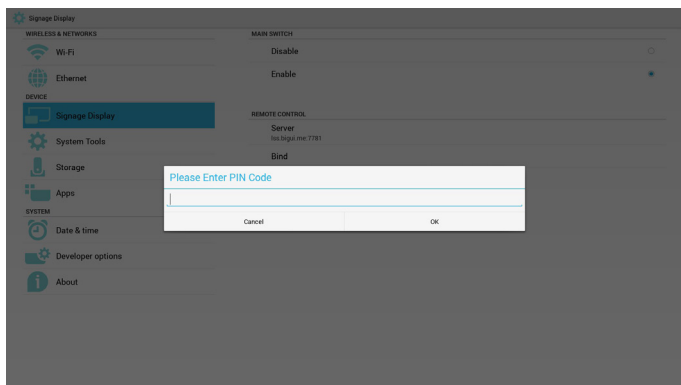 Signage Display
WIRELESS & NETWORKS
Wi-Fi
Ethernet
DEVICE
Signage Display
System Tools
Storage
Apps
SYSTEM
Date & time
Developer options
About
MAIN SWITCH
Disable
Enable
REMOTE CONTROL
Server
Bind
Please Enter PIN Code
Cancel
OK